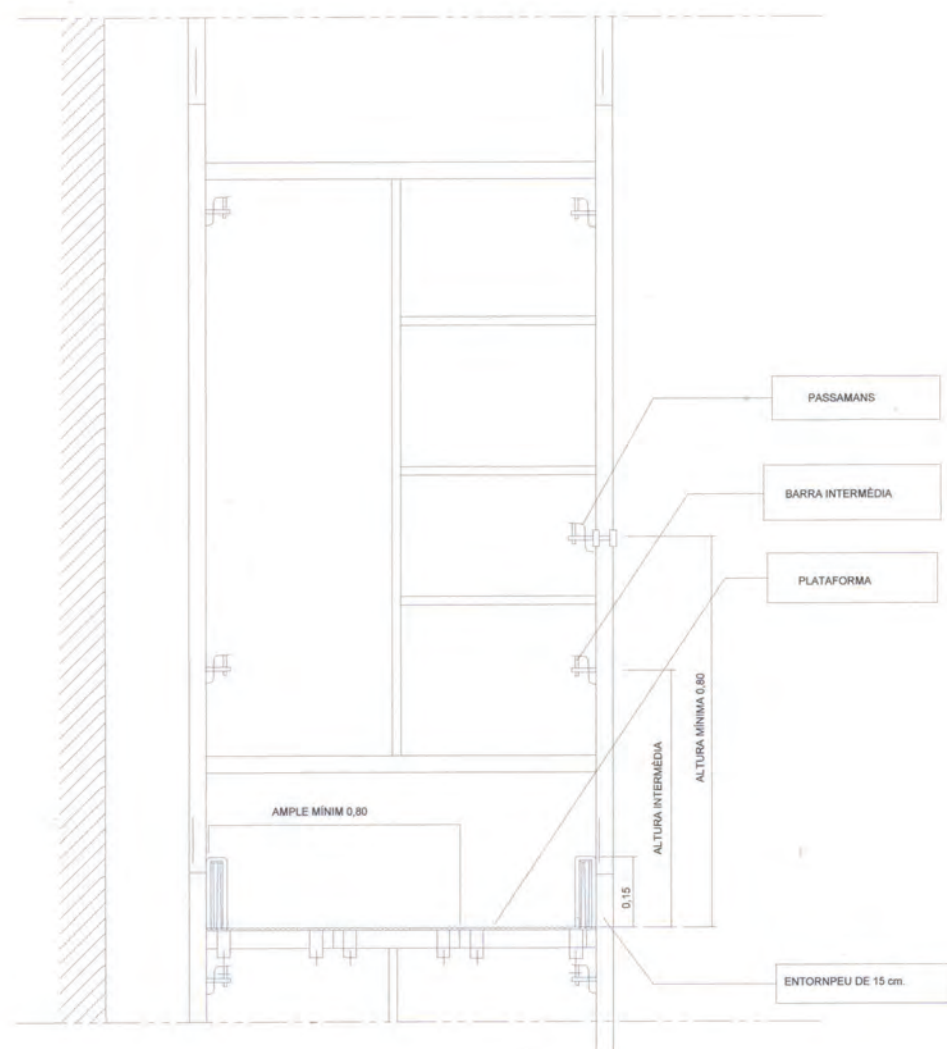 PASSAMANS
BARRA INTERMÈDIA
PLATAFORMA
ALTURA MÍNIMA 0,80
ALTURA INTERMÈDIA
AMPLE MÍNIM 0,80
0,15
ENTORNPEU DE 15 cm.